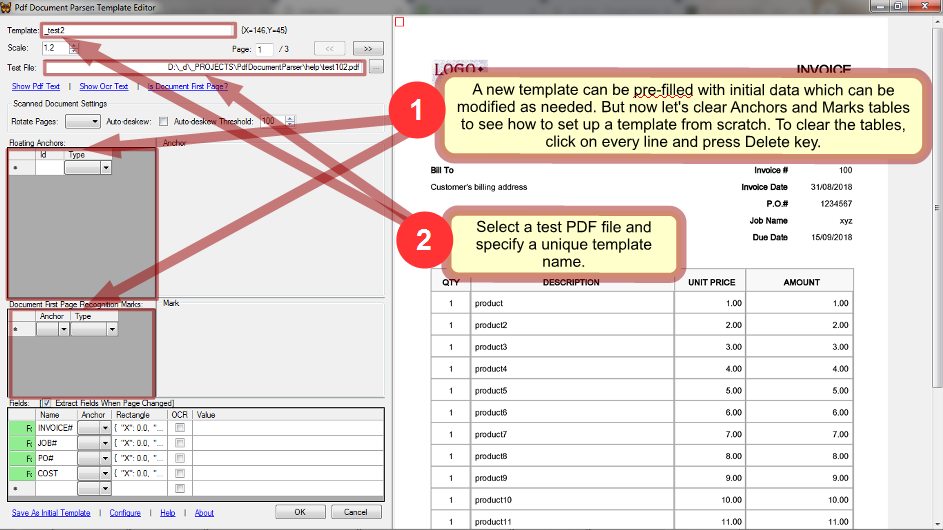 Pdf Document Parser: Template Editor
Template: _test2 {X=146,Y=45}
Scale: 1.2 Page: 1 / 3 << >>
Test File: D:\_d\_PROJECTS\PdfDocumentParser\help\test102.pdf ...
Show Pdf Text | Show Ocr Text | Is Document First Page?
Scanned Document Settings
Rotate Pages: Auto-deskew: Auto-deskew Threshold: 100
Floating Anchors: Anchor
Id Type
*
Document First Page Recognition Marks: Mark
Anchor Type
*
Fields: Extract Fields When Page Changed]
Name Anchor Rectangle OCR Value
INVOICE# { "X": 0.0, "...
JOB# { "X": 0.0, "...
PO# { "X": 0.0, "...
COST { "X": 0.0, "...
*
Save As Initial Template | Configure | Help | About OK Cancel
1
A new template can be pre-filled with initial data which can be
modified as needed. But now let's clear Anchors and Marks tables
to see how to set up a template from scratch. To clear the tables,
click on every line and press Delete key.
2
Select a test PDF file and
specify a unique template
name.
LOGO INVOICE
Bill To Invoice # 100
Customer's billing address Invoice Date 31/08/2018
P.O.# 1234567
Job Name xyz
Due Date 15/09/2018
QTY DESCRIPTION UNIT PRICE AMOUNT
1 product 1.00 1.00
1 product2 2.00 2.00
1 product3 3.00 3.00
1 product4 4.00 4.00
1 product5 5.00 5.00
1 product6 6.00 6.00
1 product7 7.00 7.00
1 product8 8.00 8.00
1 product9 9.00 9.00
1 product10 10.00 10.00
1 product11 11.00 11.00